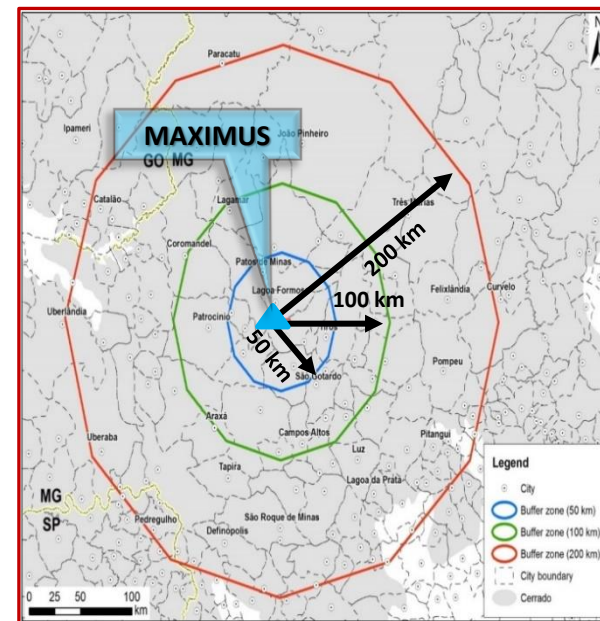 N
Paracatu
MAXIMUS
Ipameri
João Pinheiro
GO MG
Catalão
Lagamar
Três Marias
Coromandel
200 km
Patos de Minas
Lagoa Formosa
100 km
Felixlândia
Curvelo
Uberlândia
Patrocínio
Tiros
50 km
Pompeu
São Gotardo
Araxá
Campos Altos
Pitangui
Uberaba
Luz
Tapira
Lagoa da Prata
MG
SP
Pedregulho
São Roque de Minas
Definopolis
Legend
City
Buffer zone (50 km)
Buffer zone (100 km)
Buffer zone (200 km)
City boundary
Cerrado
0 25 50 100
km